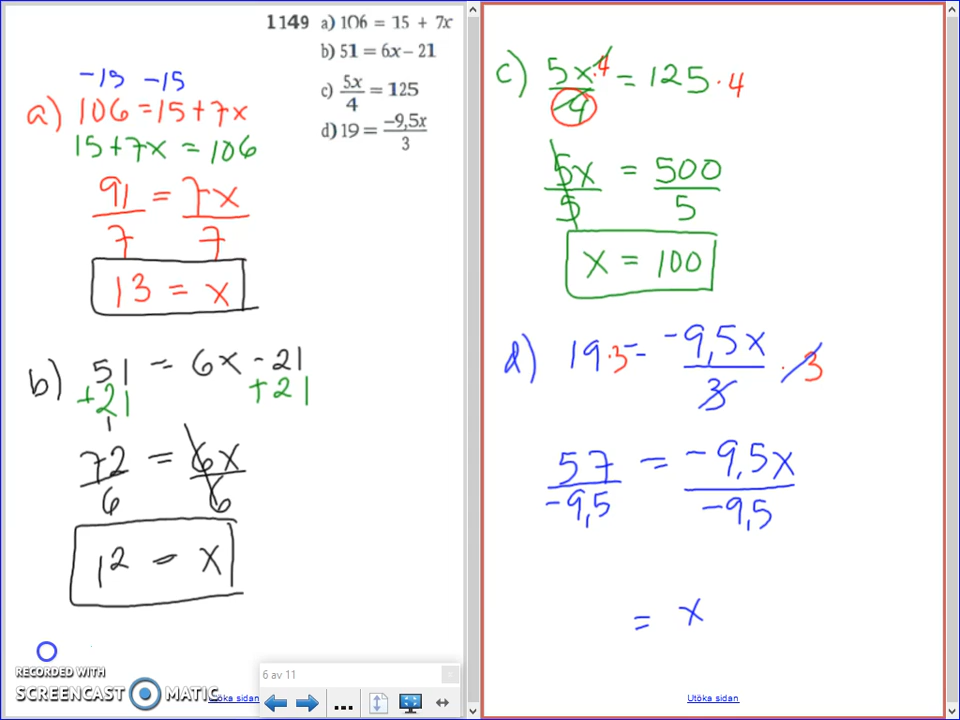 1149 a) 106 = 15 + 7x
b) 51 = 6x – 21
c) 5x/4 = 125
d) 19 = –9,5x/3
-15 -15
a) 106 = 15 + 7x
15 + 7x = 106
91/7 = 7x/7
13 = x
b) 51 = 6x - 21
+21 +21
72/6 = 6x/6
12 = x
RECORDED WITH
SCREENCAST MATIC
Utöka sidan
6 av 11
...
c) 5x·4/4 = 125·4
5x/5 = 500/5
x = 100
d) 19·3 = -9,5x/3 · 3
57/-9,5 = -9,5x/-9,5
= x
Utöka sidan